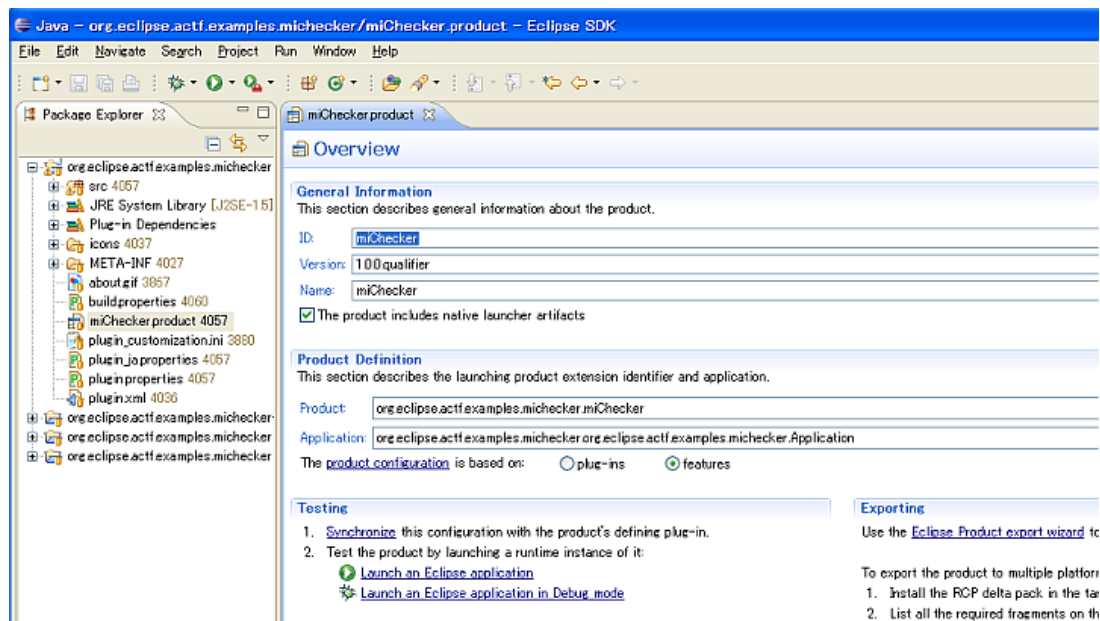 Java - org.eclipse.actf.examples.michecker/miChecker.product - Eclipse SDK
File Edit Navigate Search Project Run Window Help
Package Explorer
miChecker.product
Overview
org.eclipse.actf.examples.michecker
src 4057
JRE System Library [J2SE-1.5]
Plug-in Dependencies
icons 4037
META-INF 4027
about.gif 3867
build.properties 4060
miChecker.product 4057
plugin_customization.ini 3880
plugin_ja.properties 4057
plugin.properties 4057
plugin.xml 4036
org.eclipse.actf.examples.michecker-
org.eclipse.actf.examples.michecker
org.eclipse.actf.examples.michecker
General Information
This section describes general information about the product.
ID: miChecker
Version: 1.0.0.qualifier
Name: miChecker
The product includes native launcher artifacts
Product Definition
This section describes the launching product extension identifier and application.
Product: org.eclipse.actf.examples.michecker.miChecker
Application: org.eclipse.actf.examples.michecker.org.eclipse.actf.examples.michecker.Application
The product configuration is based on: plug-ins features
Testing
1. Synchronize this configuration with the product's defining plug-in.
2. Test the product by launching a runtime instance of it:
Launch an Eclipse application
Launch an Eclipse application in Debug mode
Exporting
Use the Eclipse Product export wizard to
To export the product to multiple platform
1. Install the RCP delta pack in the tar
2. List all the required fragments on th